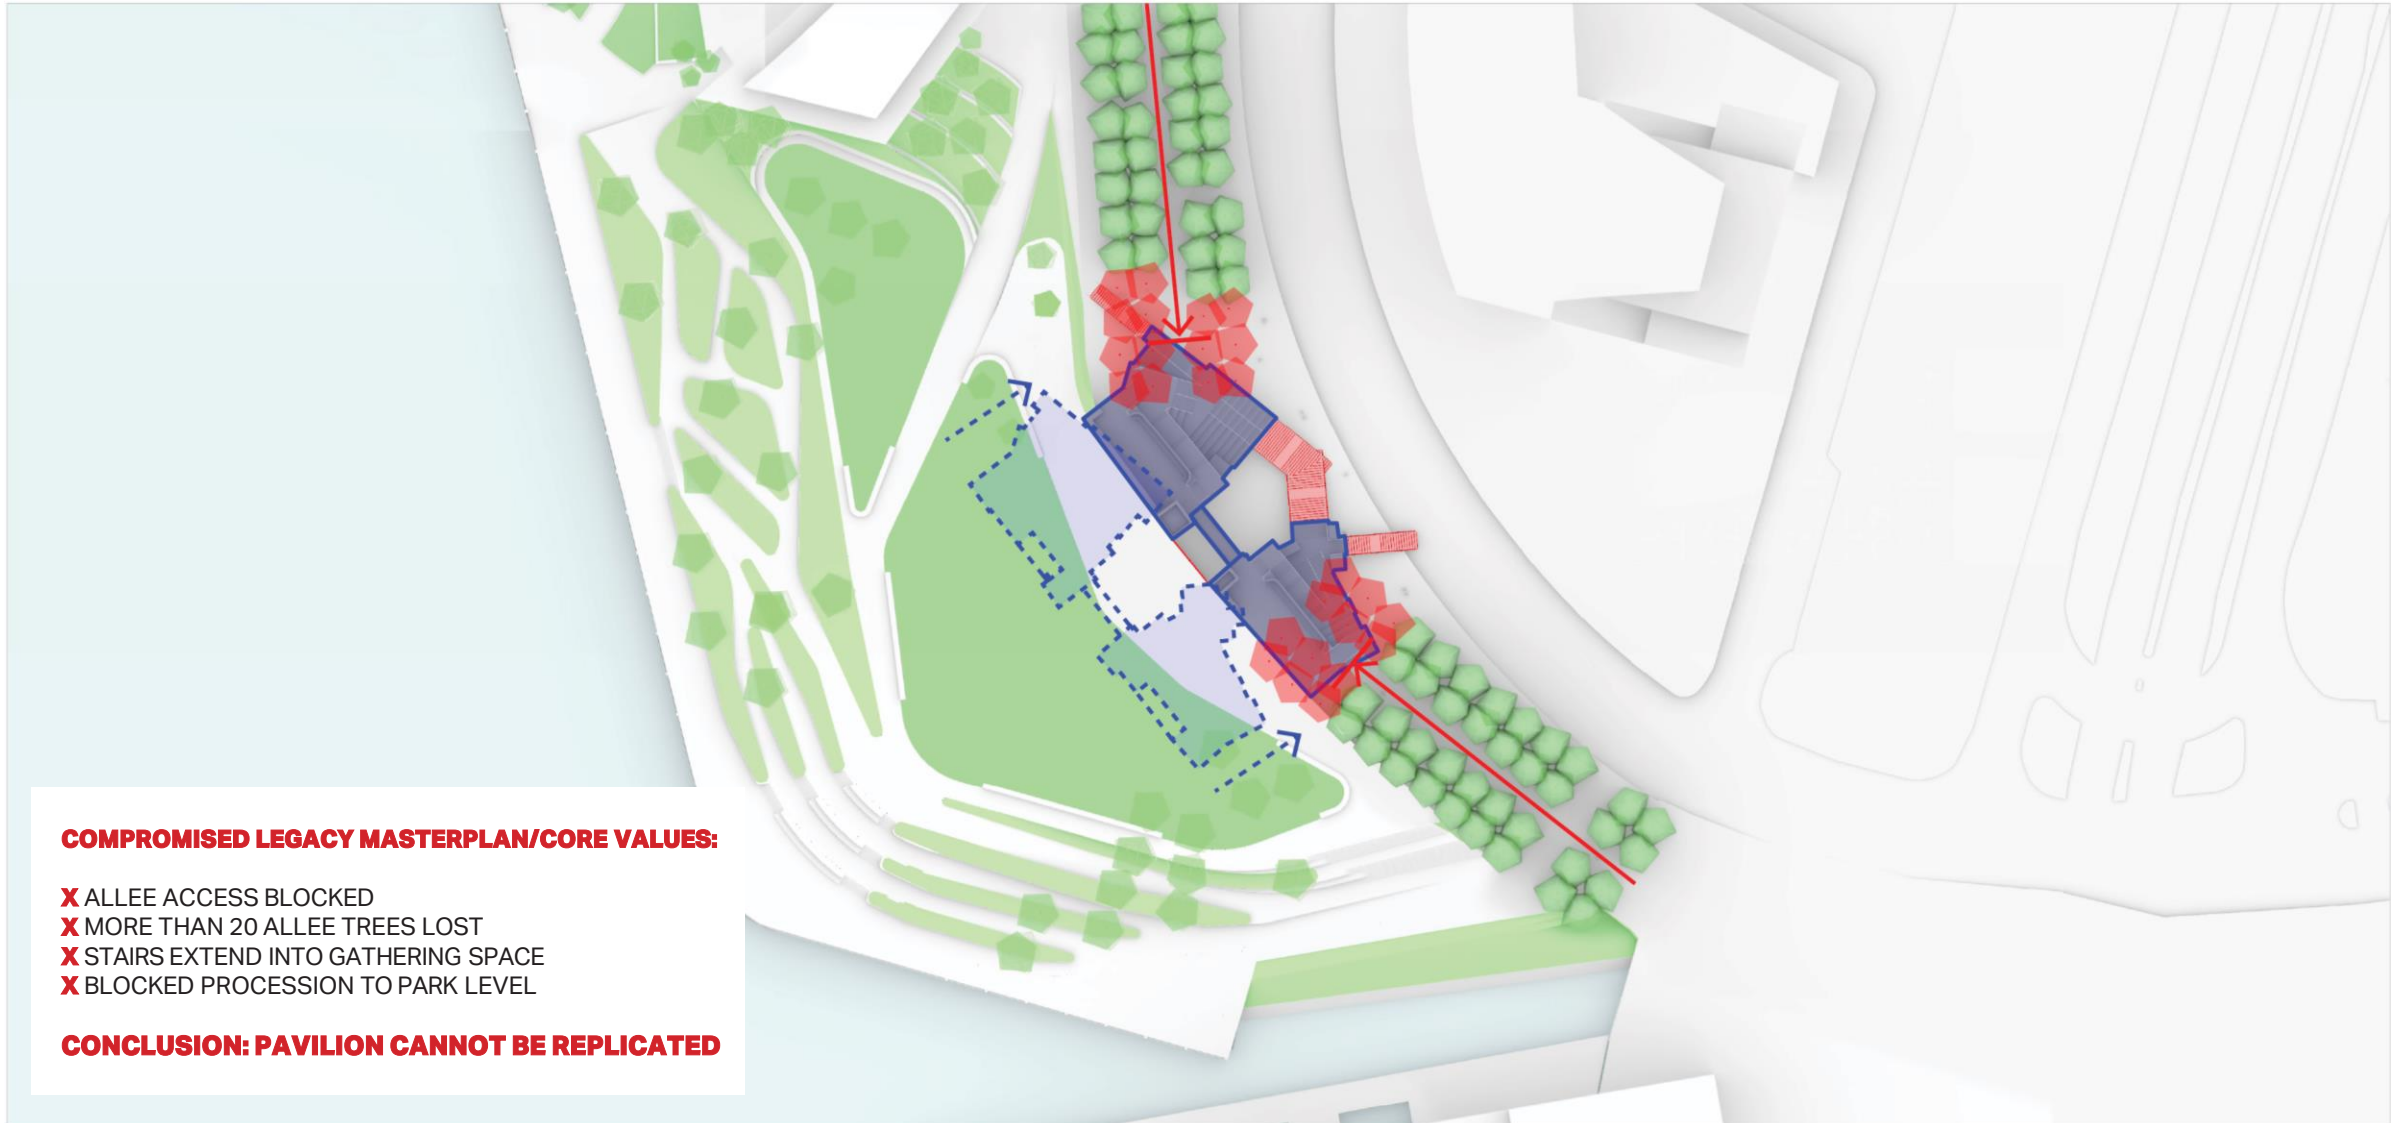 COMPROMISED LEGACY MASTERPLAN/CORE VALUES:
X ALLEE ACCESS BLOCKED
X MORE THAN 20 ALLEE TREES LOST
X STAIRS EXTEND INTO GATHERING SPACE
X BLOCKED PROCESSION TO PARK LEVEL
CONCLUSION: PAVILION CANNOT BE REPLICATED